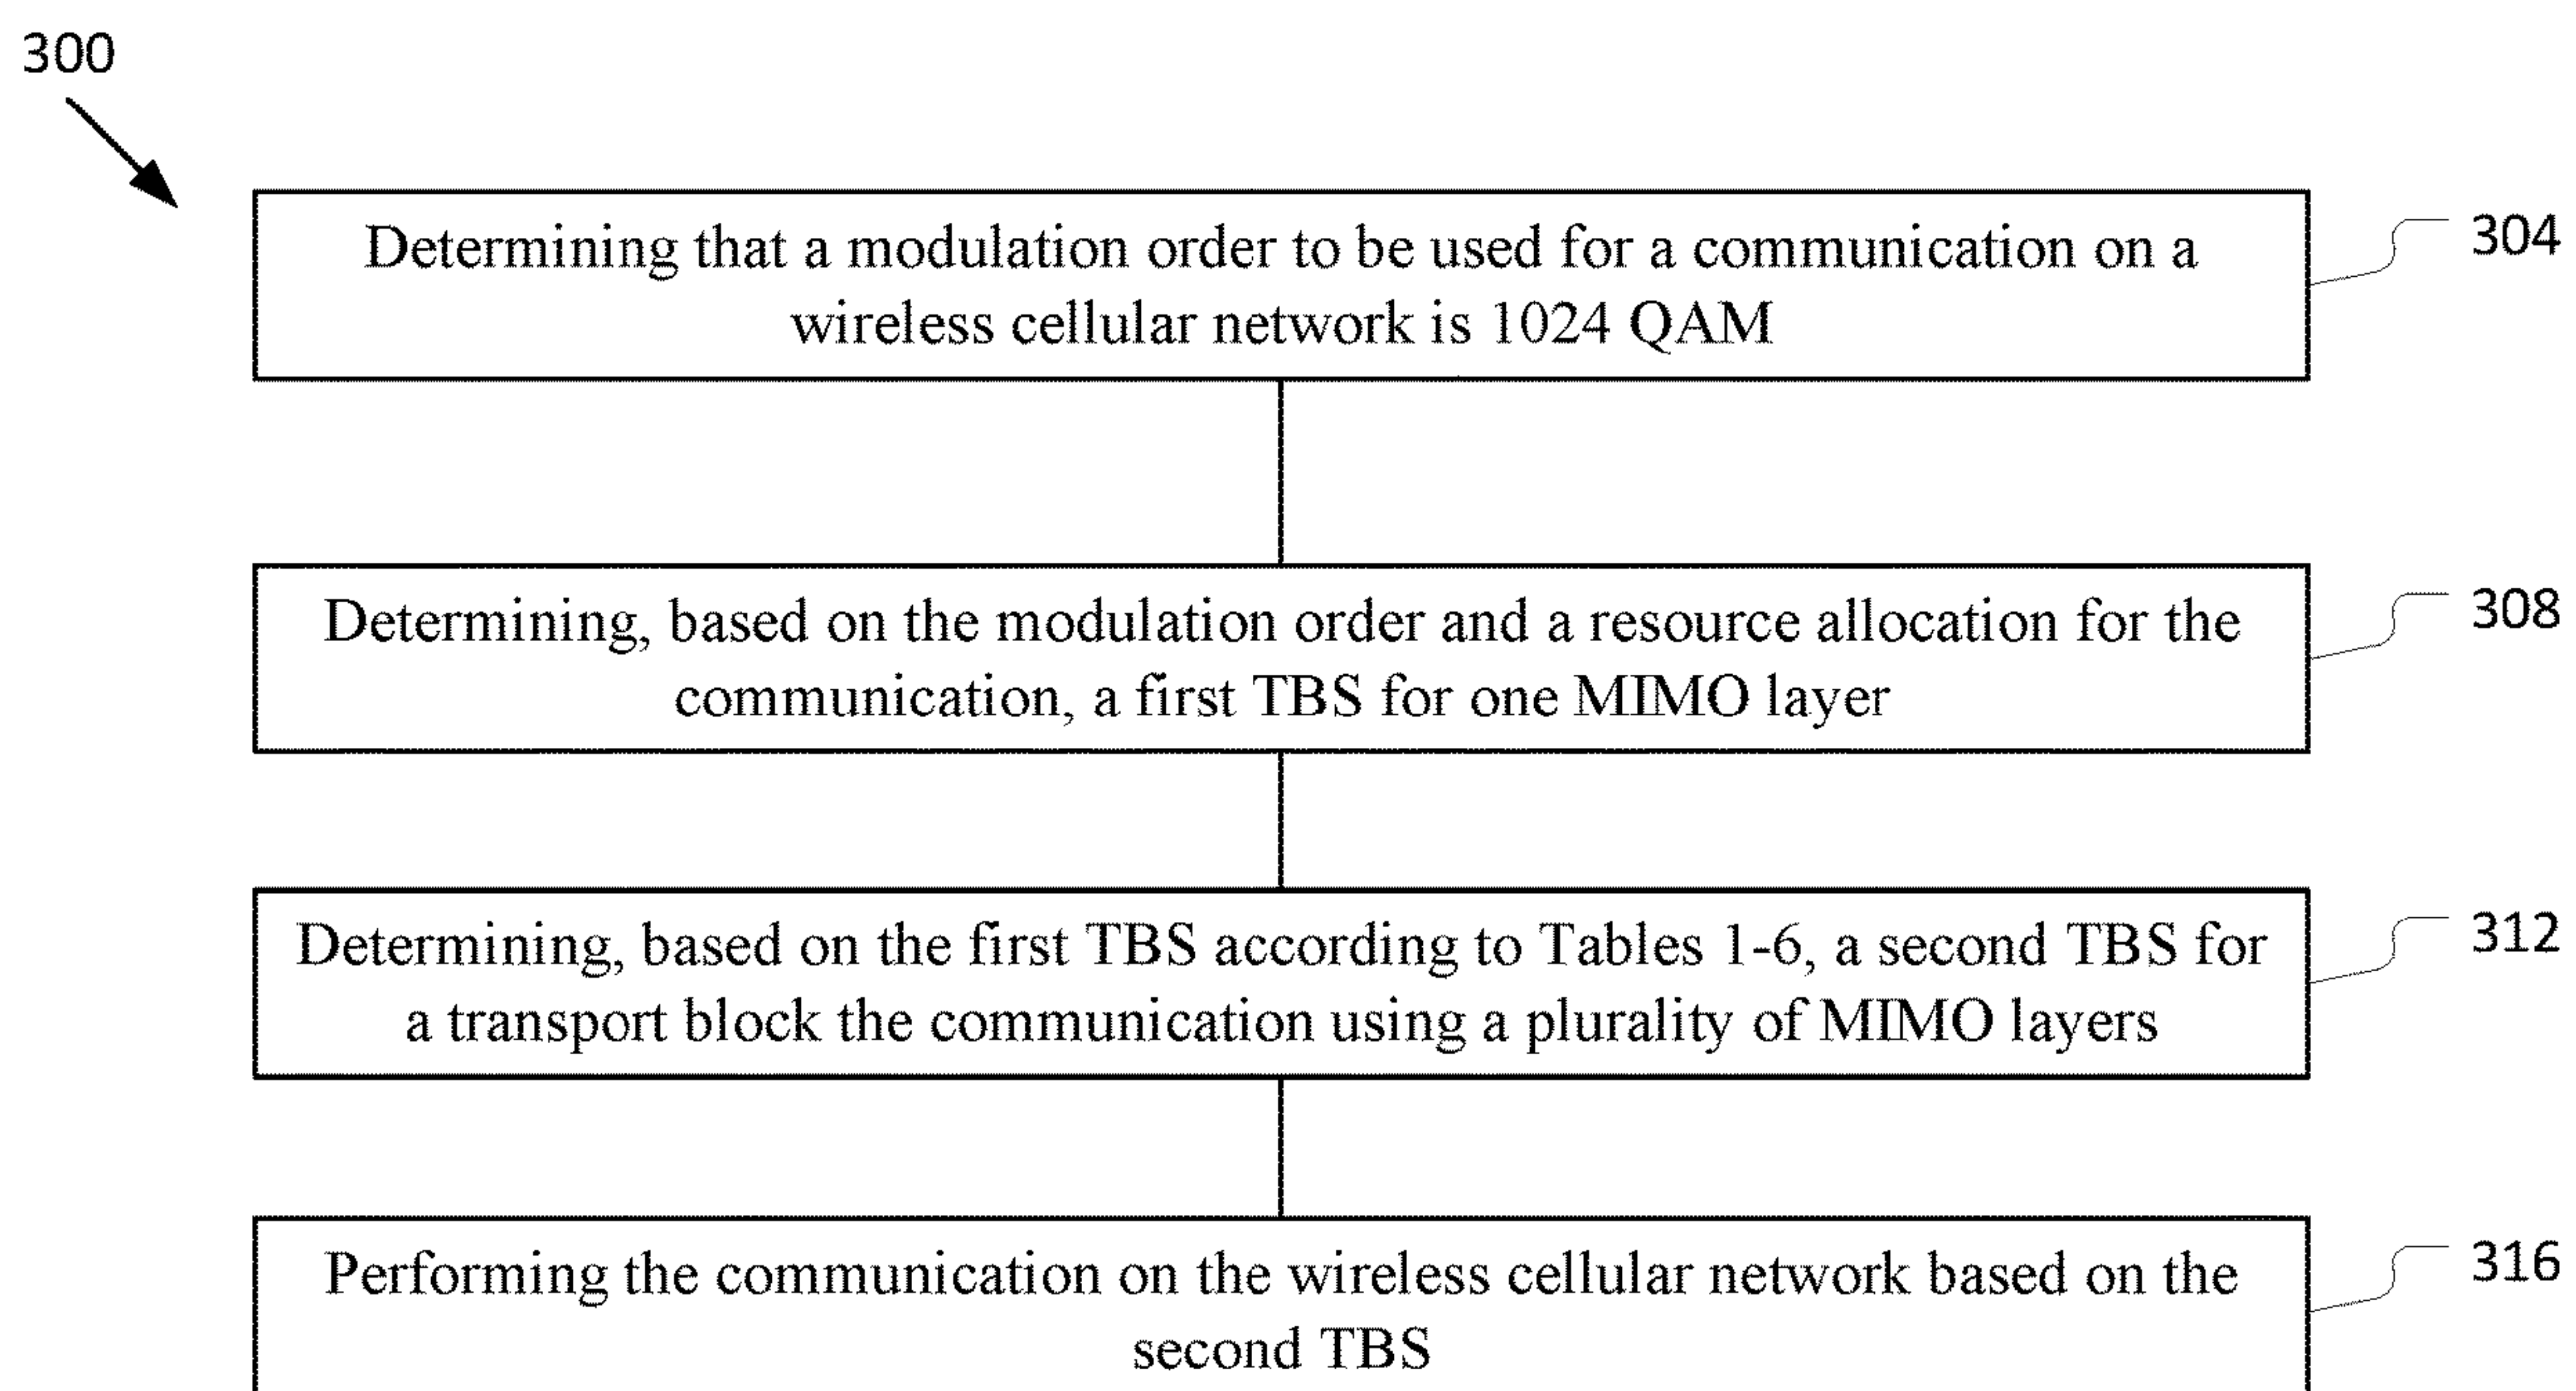 300
Determining that a modulation order to be used for a communication on a
wireless cellular network is 1024 QAM
304
Determining, based on the modulation order and a resource allocation for the
communication, a first TBS for one MIMO layer
308
Determining, based on the first TBS according to Tables 1-6, a second TBS for
a transport block the communication using a plurality of MIMO layers
312
Performing the communication on the wireless cellular network based on the
second TBS
316